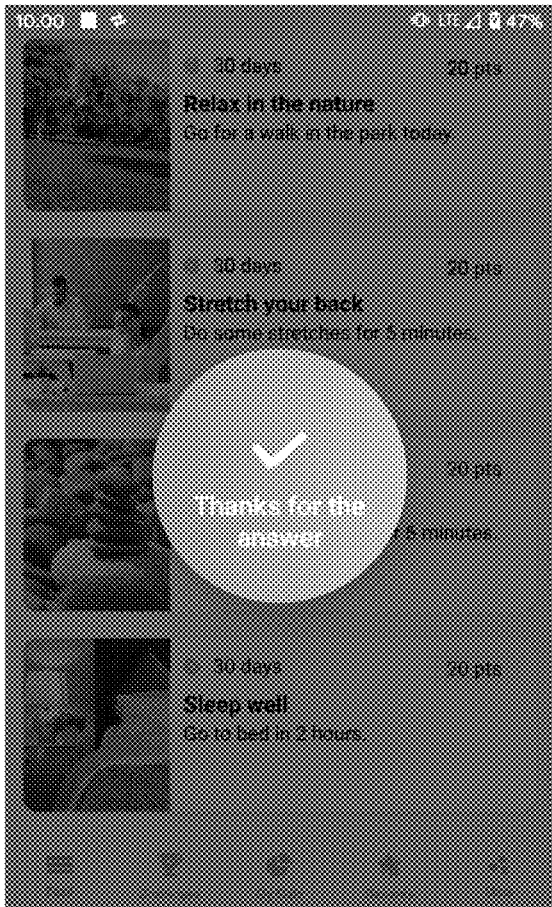 10:00 LTE 47%
30 days 20 pts
Relax in the nature
Go for a walk in the park today.
30 days 20 pts
Stretch your back
Do some stretches for 5 minutes.
20 pts
5 minutes.
Thanks for the
answer
30 days 20 pts
Sleep well
Go to bed in 2 hours.